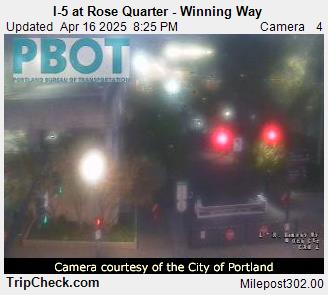 I-5 at Rose Quarter - Winning Way
Updated Apr 16 2025 8:25 PM Camera 4
PBOT
PORTLAND BUREAU OF TRANSPORTATION
Camera courtesy of the City of Portland
TripCheck.com Milepost302.00